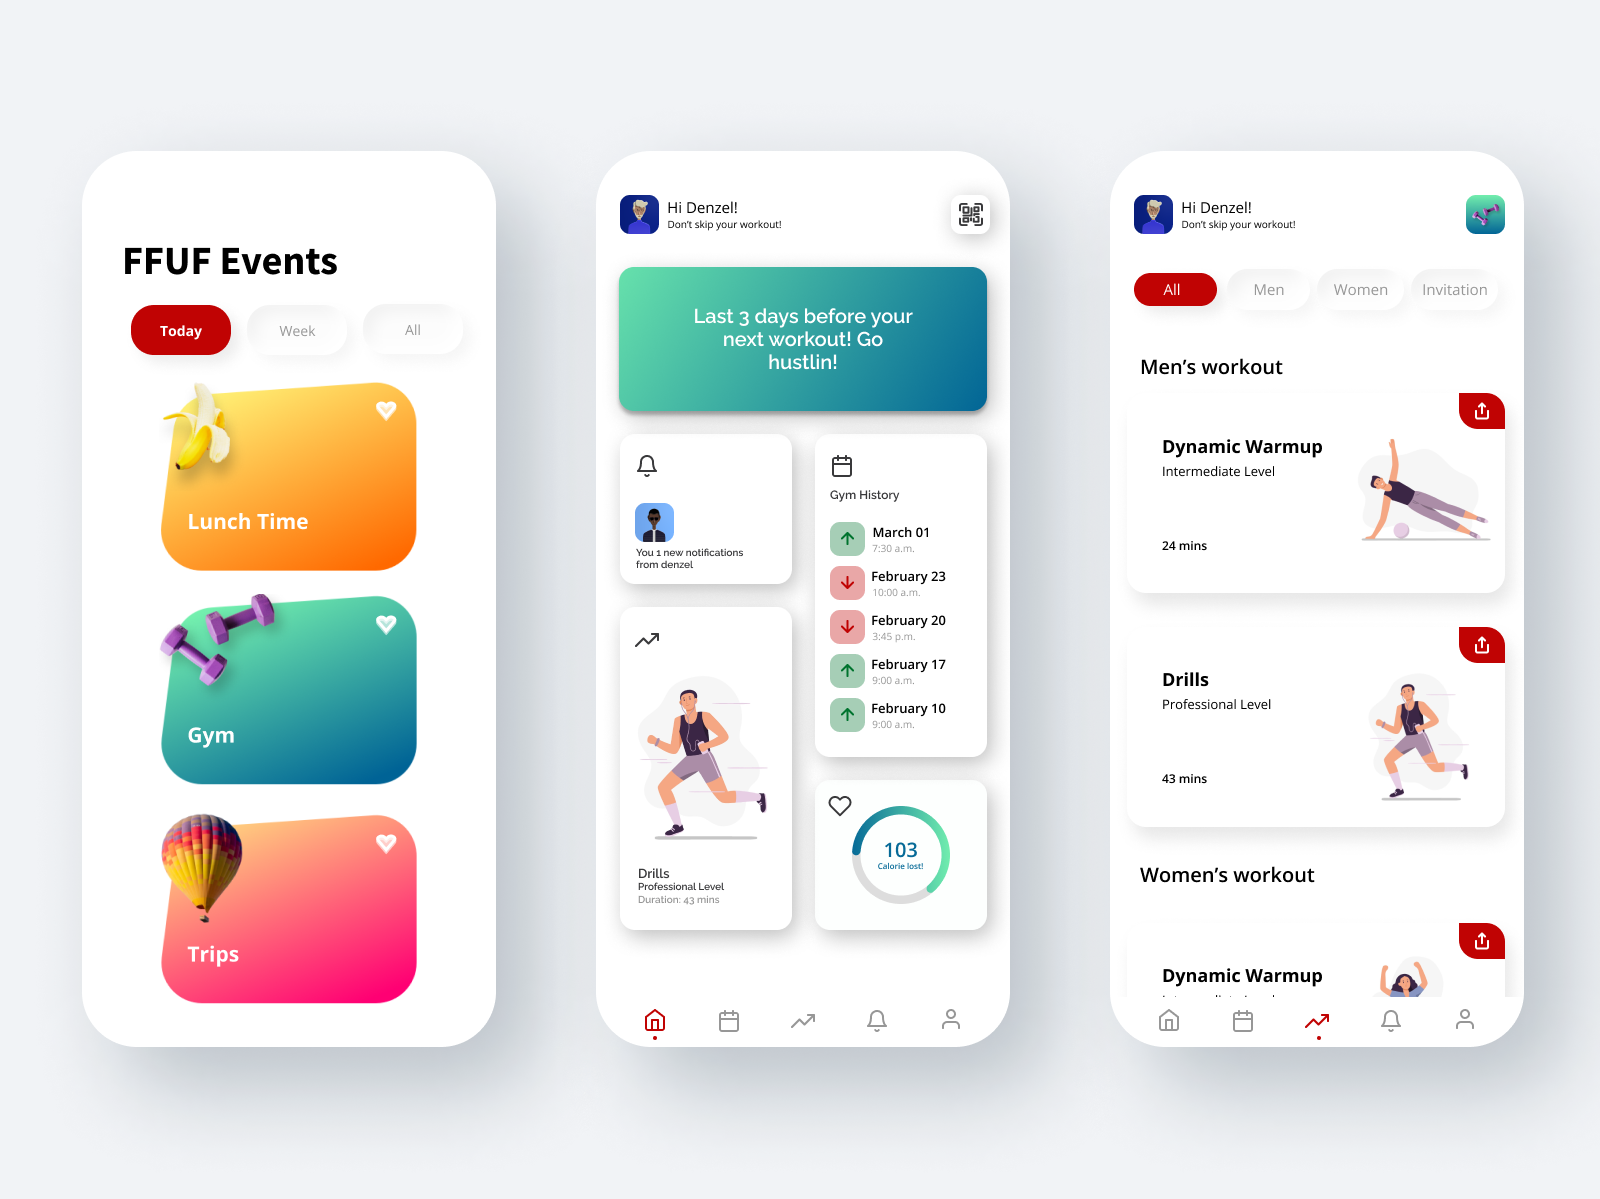 FFUF Events
Today
Week
All
Lunch Time
Gym
Trips
Hi Denzel!
Don't skip your workout!
Last 3 days before your
next workout! Go
hustlin!
You 1 new notifications
from denzel
Gym History
March 01
7:30 a.m.
February 23
10:00 a.m.
February 20
3:45 p.m.
February 17
9:00 a.m.
February 10
9:00 a.m.
Drills
Professional Level
Duration: 43 mins
103
Calorie lost!
Hi Denzel!
Don't skip your workout!
All
Men
Women
Invitation
Men’s workout
Dynamic Warmup
Intermediate Level
24 mins
Drills
Professional Level
43 mins
Women’s workout
Dynamic Warmup